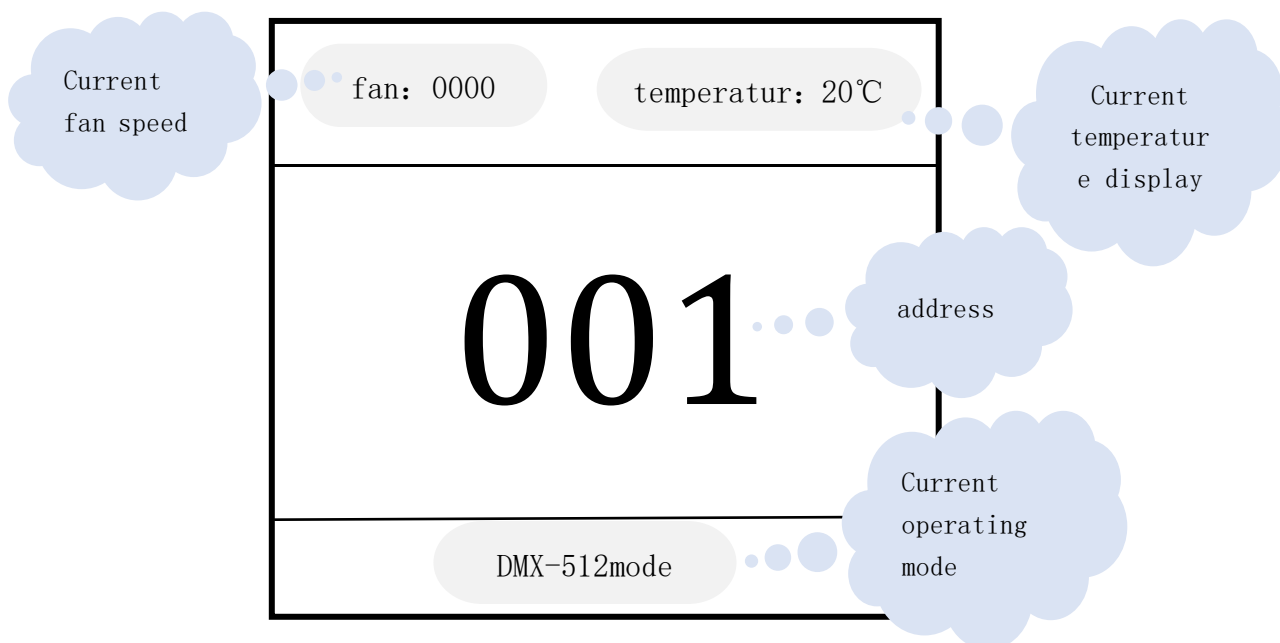 Current
fan speed
fan: 0000
temperatur: 20℃
Current
temperatur
e display
001
address
Current
operating
mode
DMX-512mode